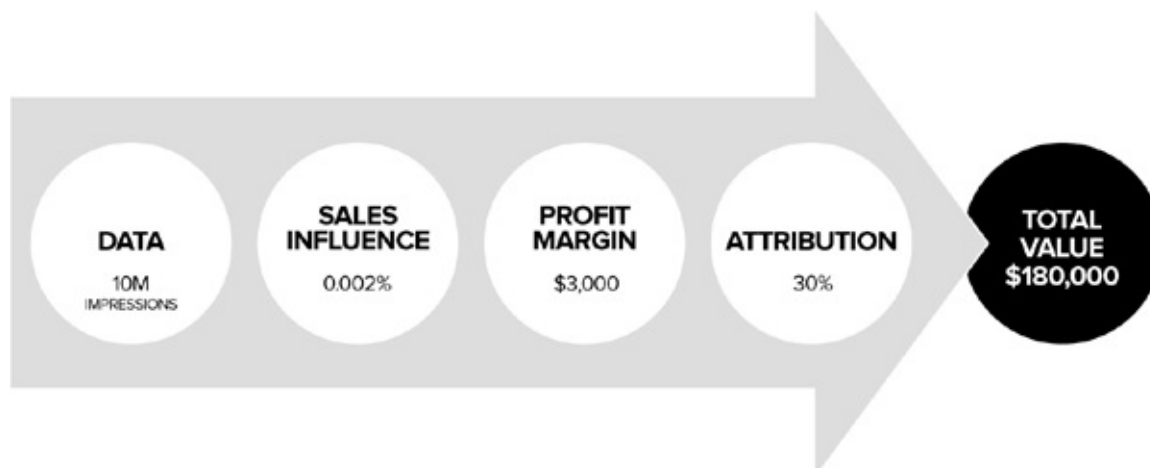 DATA
10M
IMPRESSIONS
SALES
INFLUENCE
0.002%
PROFIT
MARGIN
$3,000
ATTRIBUTION
30%
TOTAL
VALUE
$180,000